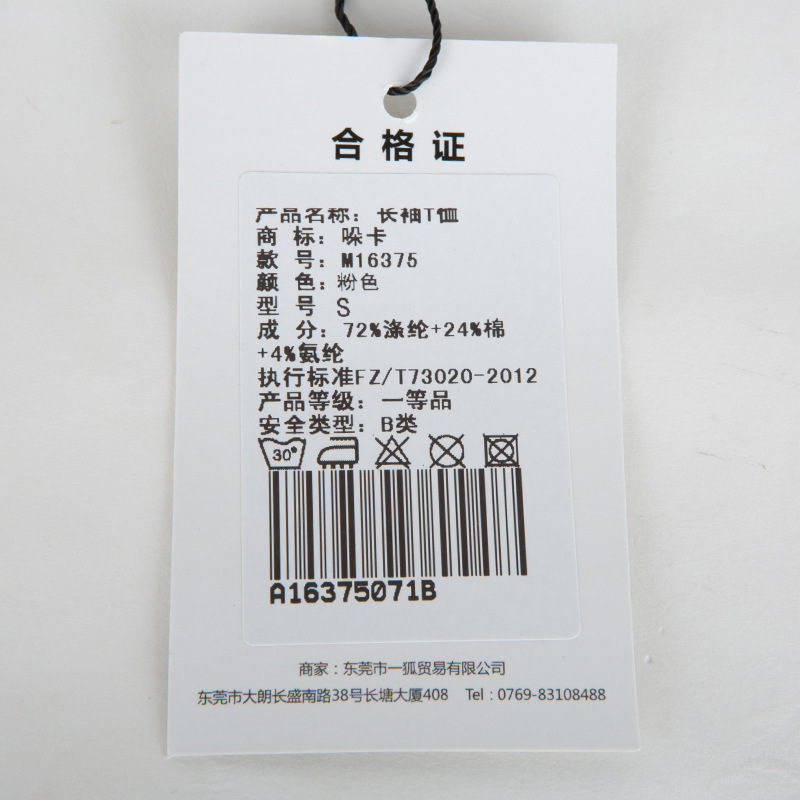 合格证
产品名称：长袖T恤
商 标：哚卡
款 号：M16375
颜 色：粉色
型 号 S
成 分：72%涤纶+24%棉
+4%氨纶
执行标准FZ/T73020-2012
产品等级：一等品
安全类型：B类
30°
A16375071B
商家：东莞市一狐贸易有限公司
东莞市大朗长盛南路38号长塘大厦408 Tel：0769-83108488